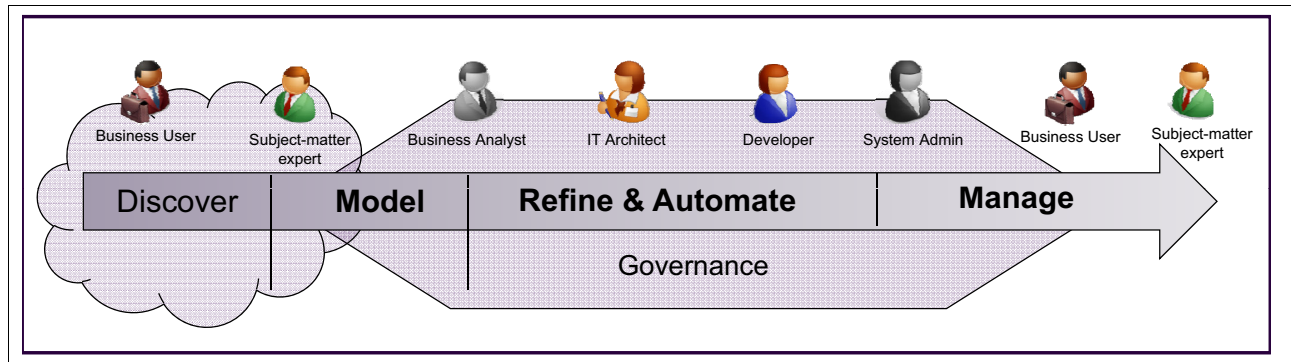 Business User
Subject-matter
expert
Business Analyst
IT Architect
Developer
System Admin
Business User
Subject-matter
expert
Discover
Model
Refine & Automate
Manage
Governance